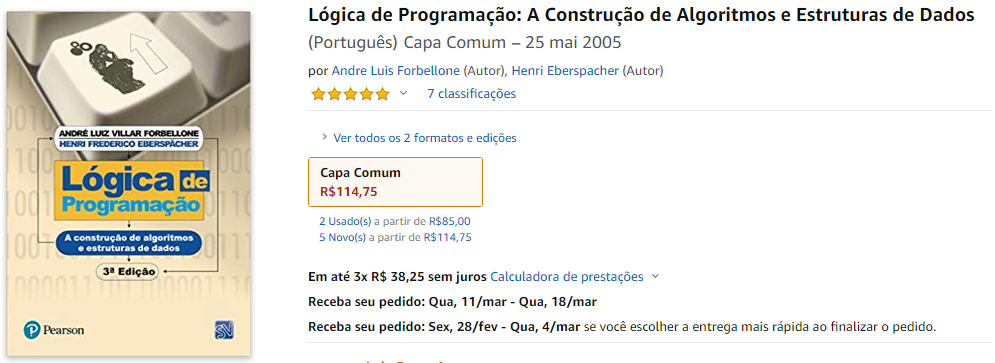 Lógica de Programação: A Construção de Algoritmos e Estruturas de Dados
(Português) Capa Comum – 25 mai 2005
por Andre Luis Forbellone (Autor), Henri Eberspacher (Autor)
7 classificações
Ver todos os 2 formatos e edições
Capa Comum
R$114,75
2 Usado(s) a partir de R$85,00
5 Novo(s) a partir de R$114,75
Em até 3x R$ 38,25 sem juros Calculadora de prestações
Receba seu pedido: Qua, 11/mar - Qua, 18/mar
Receba seu pedido: Sex, 28/fev - Qua, 4/mar se você escolher a entrega mais rápida ao finalizar o pedido.
ANDRÉ LUIZ VILLAR FORBELLONE
HENRI FREDERICO EBERSPÄCHER
Lógica de
Programação
A construção de algoritmos
e estruturas de dados
3ª Edição
Pearson
SV